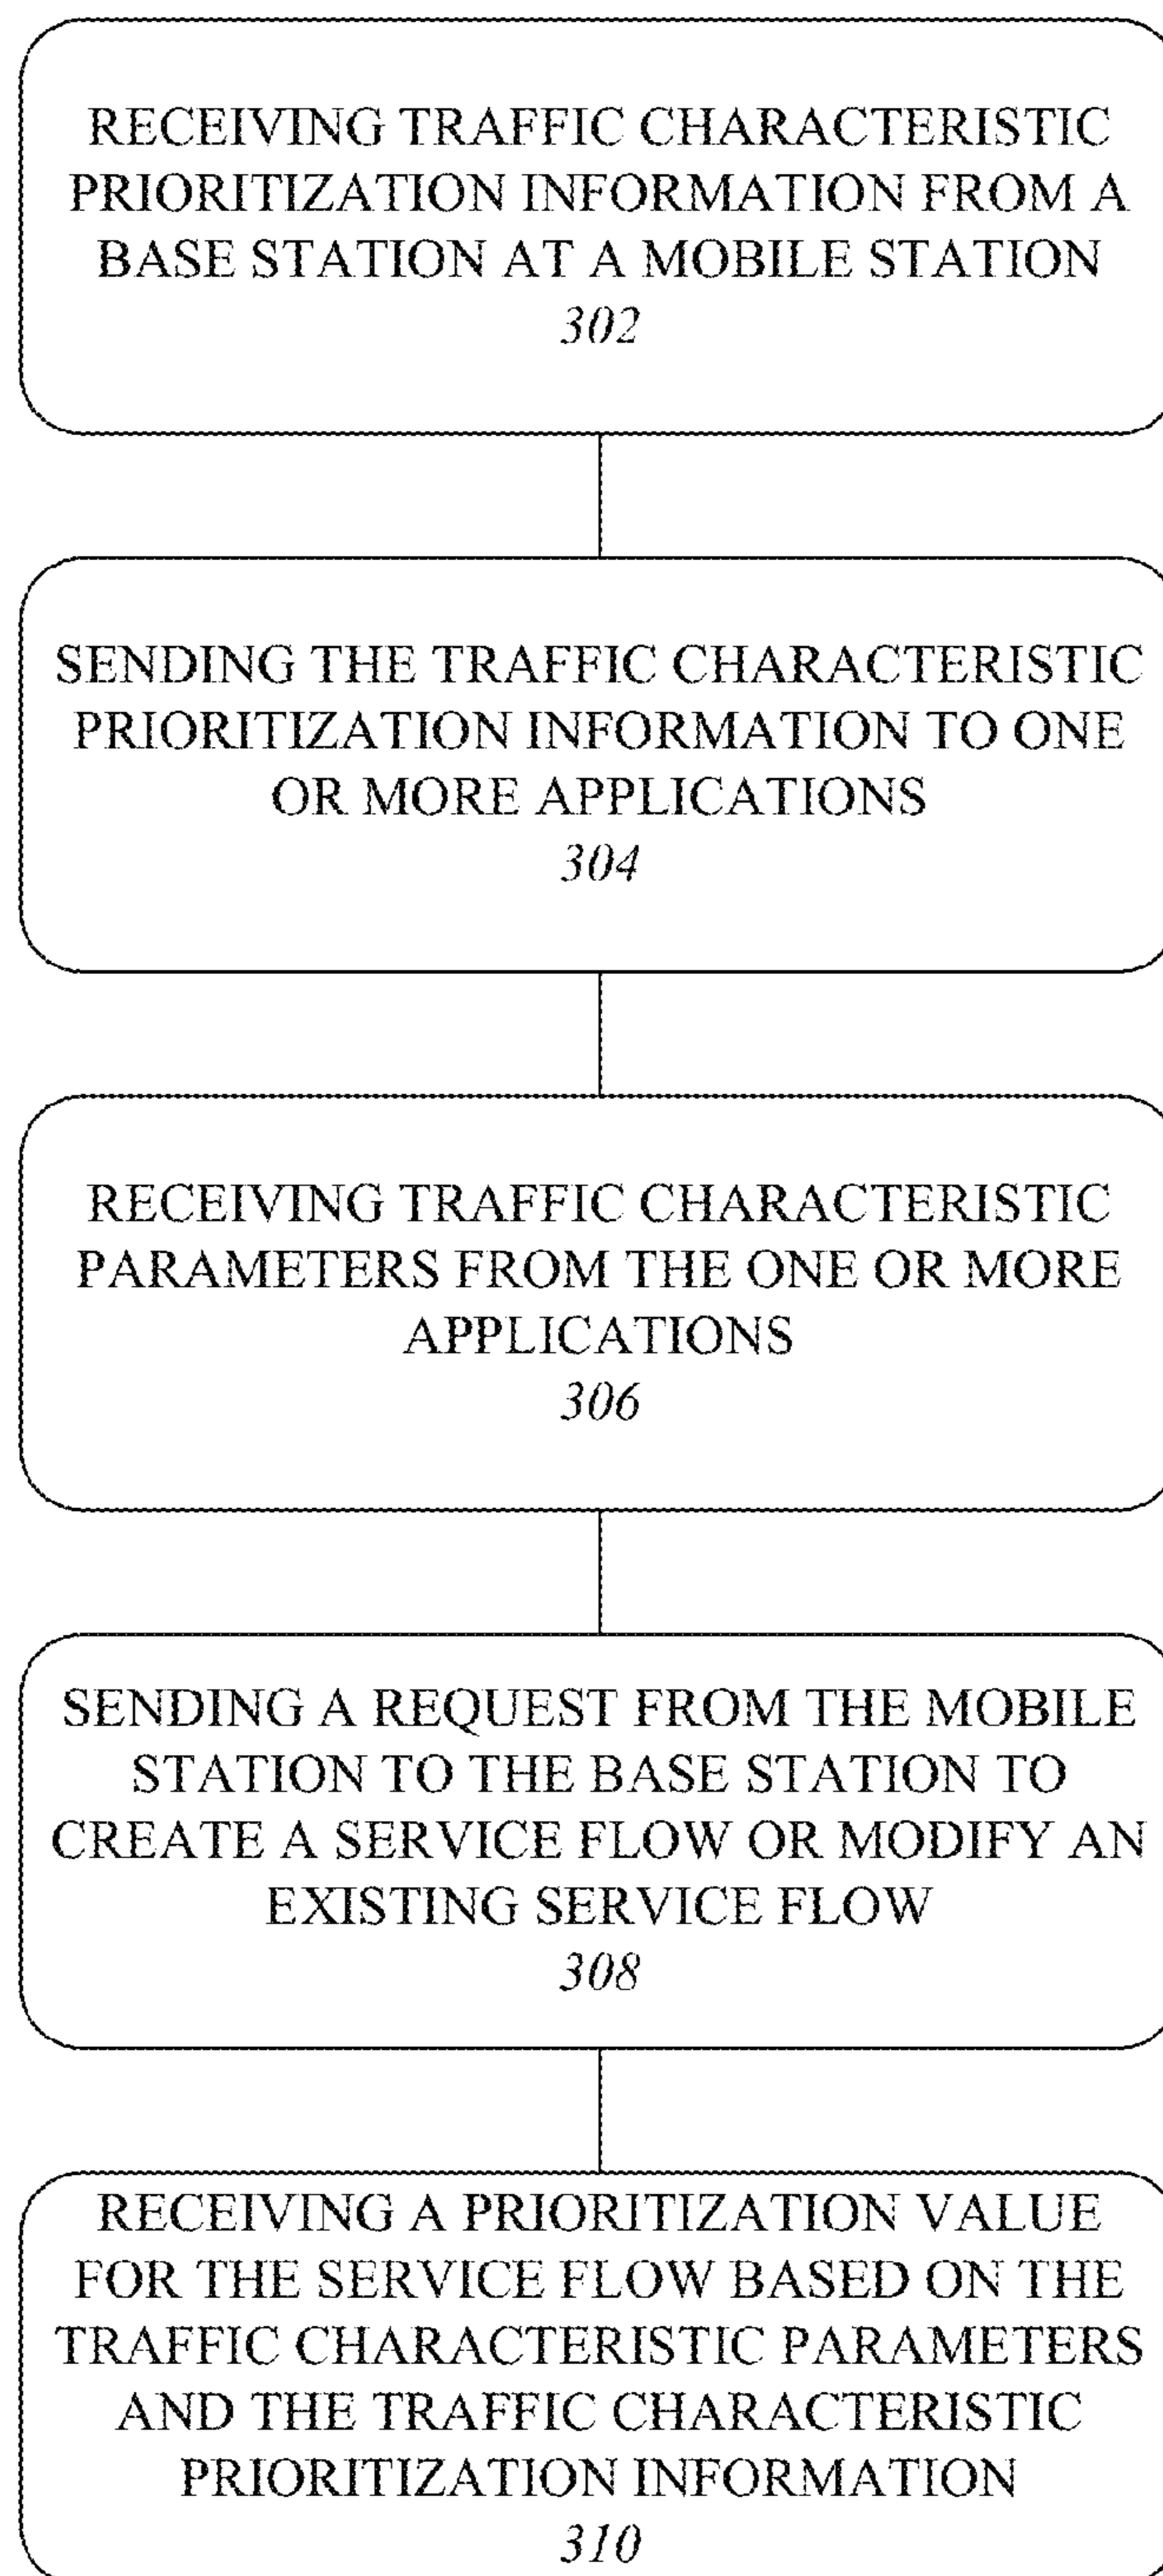 RECEIVING TRAFFIC CHARACTERISTIC
PRIORITIZATION INFORMATION FROM A
BASE STATION AT A MOBILE STATION
302
SENDING THE TRAFFIC CHARACTERISTIC
PRIORITIZATION INFORMATION TO ONE
OR MORE APPLICATIONS
304
RECEIVING TRAFFIC CHARACTERISTIC
PARAMETERS FROM THE ONE OR MORE
APPLICATIONS
306
SENDING A REQUEST FROM THE MOBILE
STATION TO THE BASE STATION TO
CREATE A SERVICE FLOW OR MODIFY AN
EXISTING SERVICE FLOW
308
RECEIVING A PRIORITIZATION VALUE
FOR THE SERVICE FLOW BASED ON THE
TRAFFIC CHARACTERISTIC PARAMETERS
AND THE TRAFFIC CHARACTERISTIC
PRIORITIZATION INFORMATION
310